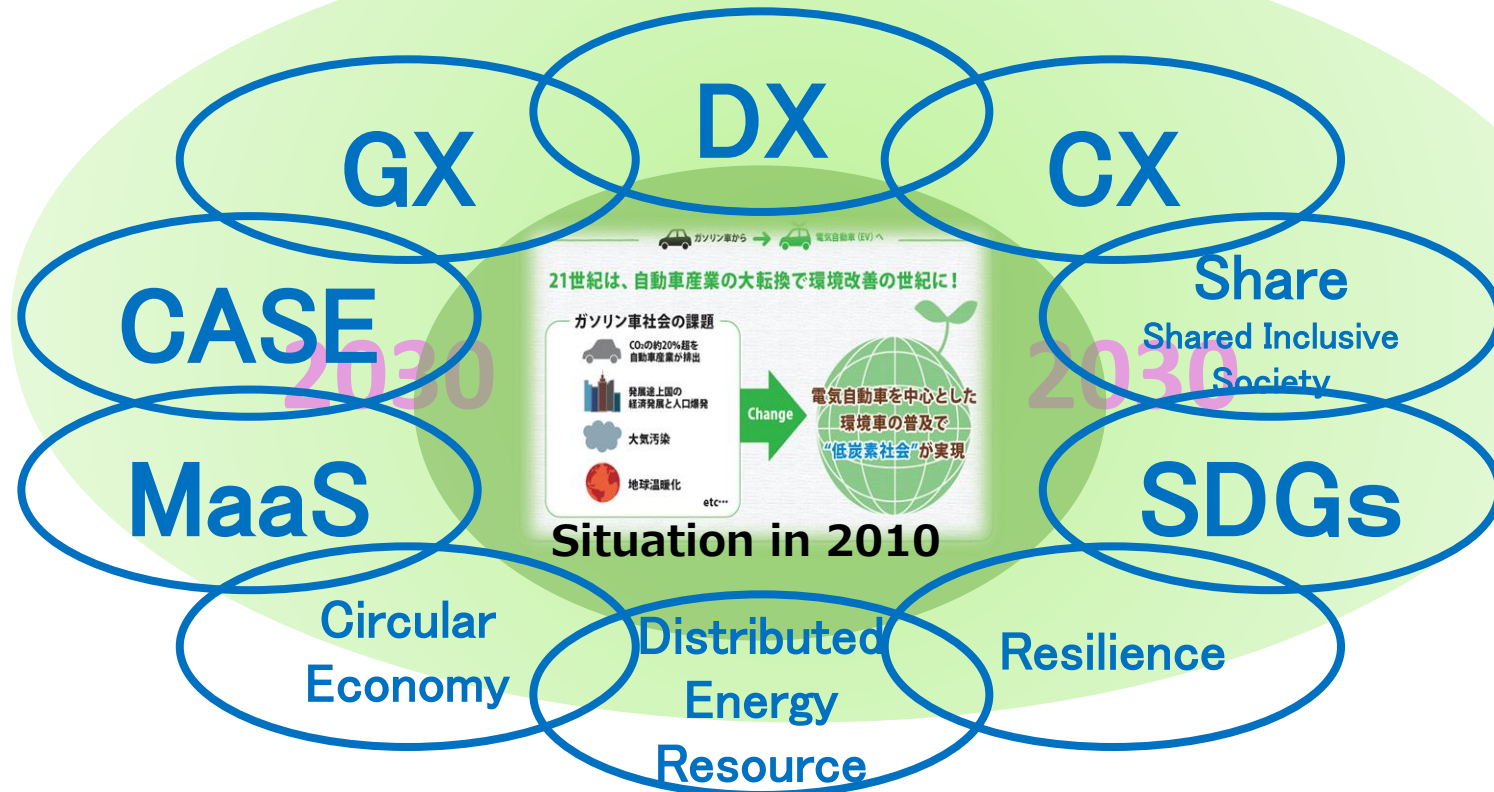 DX
GX
CX
CASE
2030
MaaS
Circular
Economy
Distributed
Energy
Resource
Resilience
SDGs
Share
Shared Inclusive
Society
2030
ガソリン車から
電気自動車(EV)へ
21世紀は、自動車産業の大転換で環境改善の世紀に!
ガソリン車社会の課題
CO₂の約20%超を
自動車産業が排出
発展途上国の
経済発展と人口爆発
大気汚染
地球温暖化
etc…
Change
電気自動車を中心とした
環境車の普及で
“低炭素社会”が実現
Situation in 2010